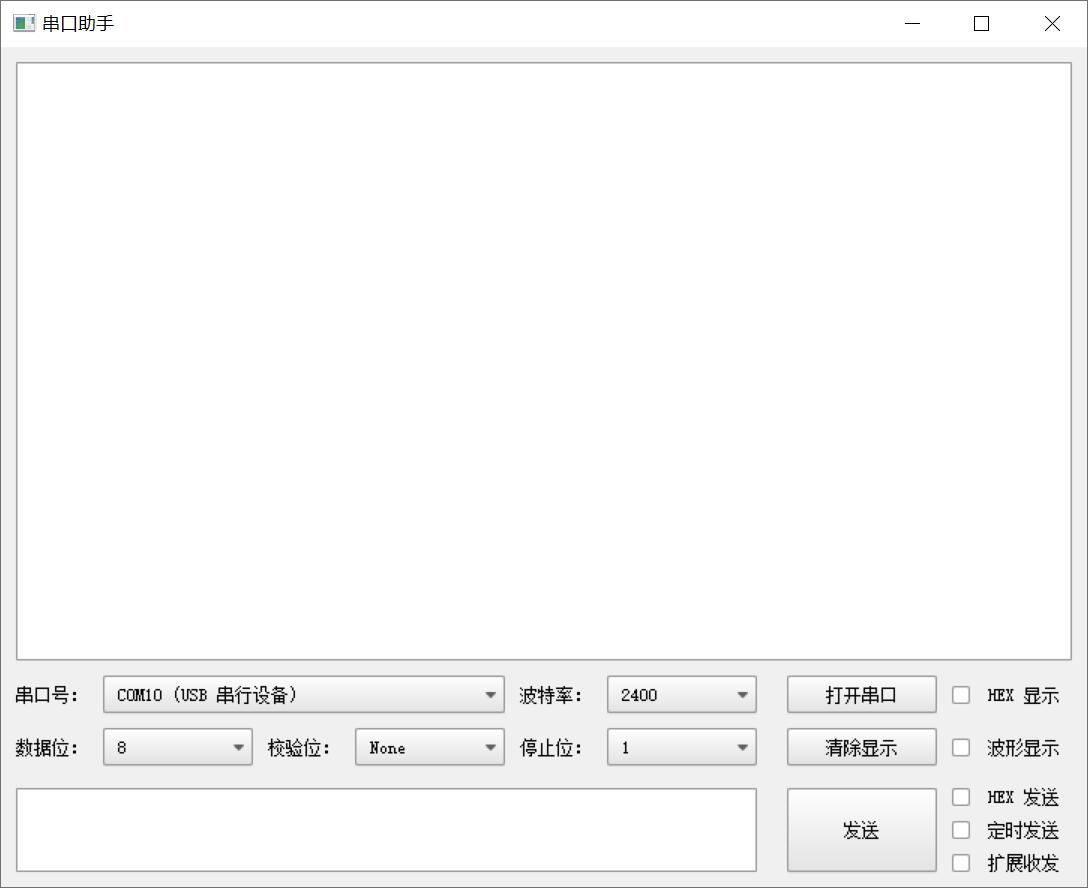 串口助手
串口号： COM10 (USB 串行设备) 波特率： 2400 打开串口 HEX 显示
数据位： 8 校验位： None 停止位： 1 清除显示 波形显示
HEX 发送
发送 定时发送
扩展收发